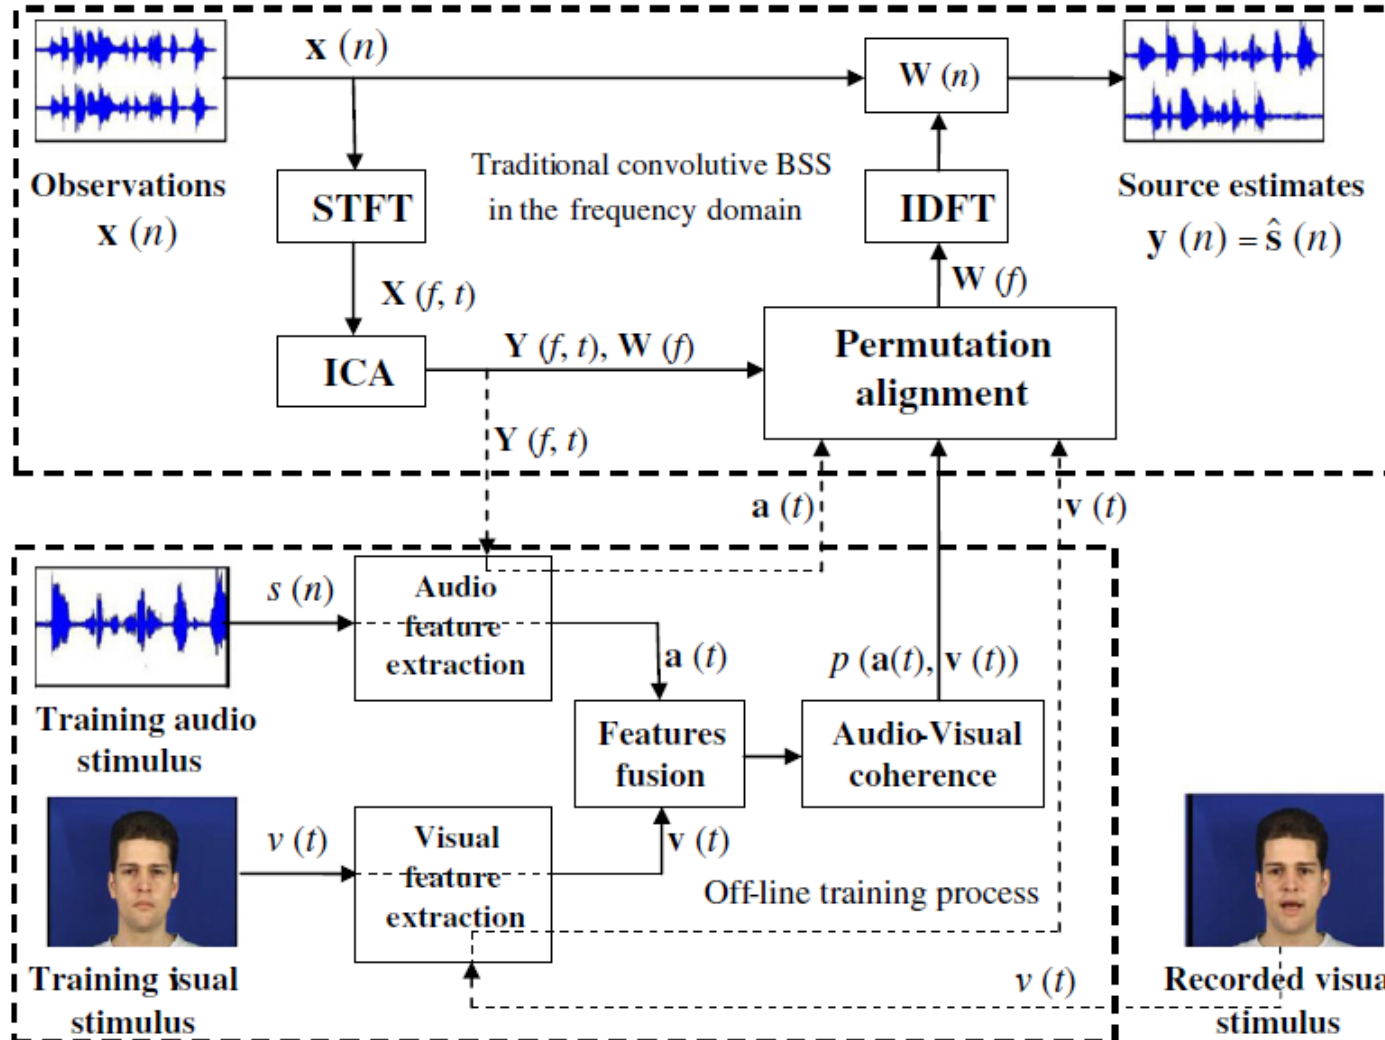 x (n)
W (n)
Observations
x (n)
STFT
Traditional convolutive BSS
in the frequency domain
IDFT
Source estimates
y (n) = ŝ (n)
X (f, t)
W (f)
ICA
Y (f, t), W (f)
Permutation
alignment
Y (f, t)
a (t)
v (t)
s (n)
Audio
feature
extraction
Training audio
stimulus
a (t)
p (a(t), v (t))
Features
fusion
Audio-Visual
coherence
v (t)
Visual
feature
extraction
v (t)
Off-line training process
Training isual
stimulus
v (t)
Recorded visua
stimulus